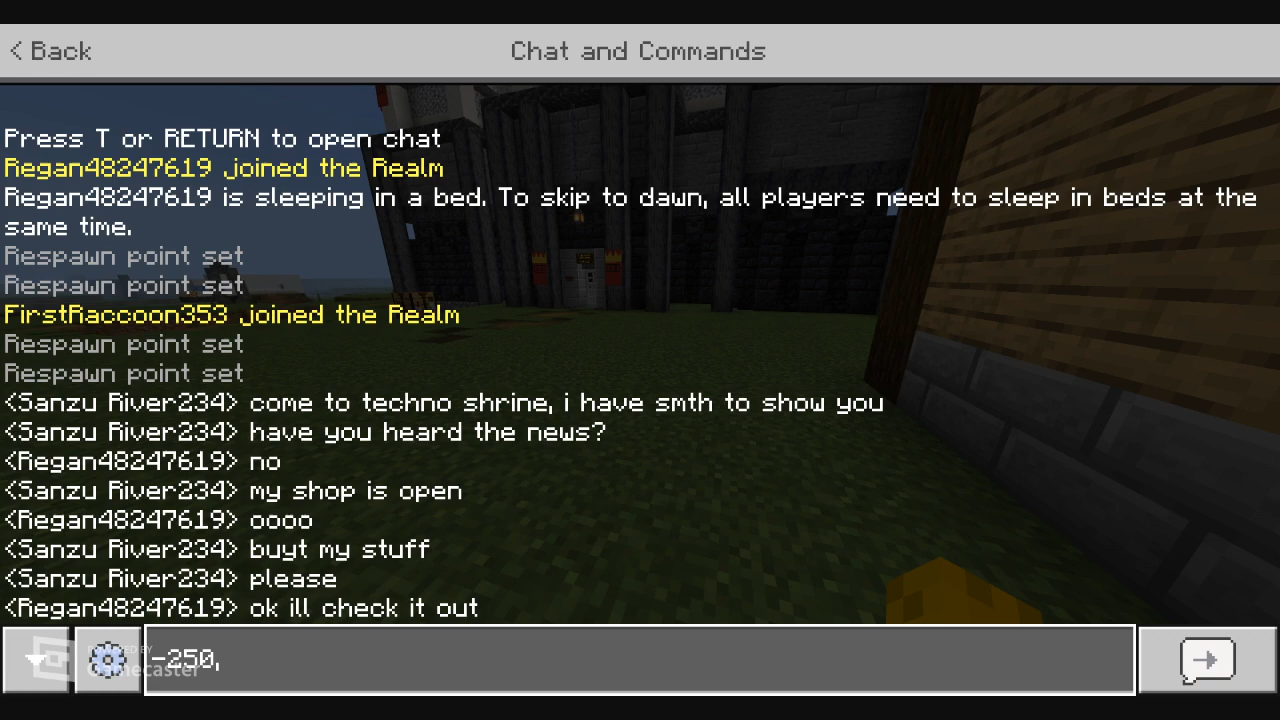 < Back
Chat and Commands
Press T or RETURN to open chat
Regan48247619 joined the Realm
Regan48247619 is sleeping in a bed. To skip to dawn, all players need to sleep in beds at the
same time.
Respawn point set
Respawn point set
FirstRaccoon353 joined the Realm
Respawn point set
Respawn point set
<Sanzu River234> come to techno shrine, i have smth to show you
<Sanzu River234> have you heard the news?
<Regan48247619> no
<Sanzu River234> my shop is open
<Regan48247619> oooo
<Sanzu River234> buyt my stuff
<Sanzu River234> please
<Regan48247619> ok ill check it out
-250,
POWERED BY
Gamecaster